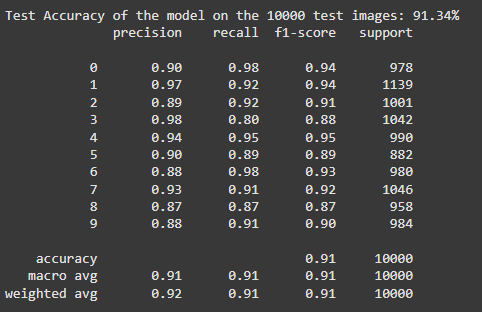 Test Accuracy of the model on the 10000 test images: 91.34%
precision recall f1-score support
0 0.90 0.98 0.94 978
1 0.97 0.92 0.94 1139
2 0.89 0.92 0.91 1001
3 0.98 0.80 0.88 1042
4 0.94 0.95 0.95 990
5 0.90 0.89 0.89 882
6 0.88 0.98 0.93 980
7 0.93 0.91 0.92 1046
8 0.87 0.87 0.87 958
9 0.88 0.91 0.90 984
accuracy 0.91 10000
macro avg 0.91 0.91 0.91 10000
weighted avg 0.92 0.91 0.91 10000